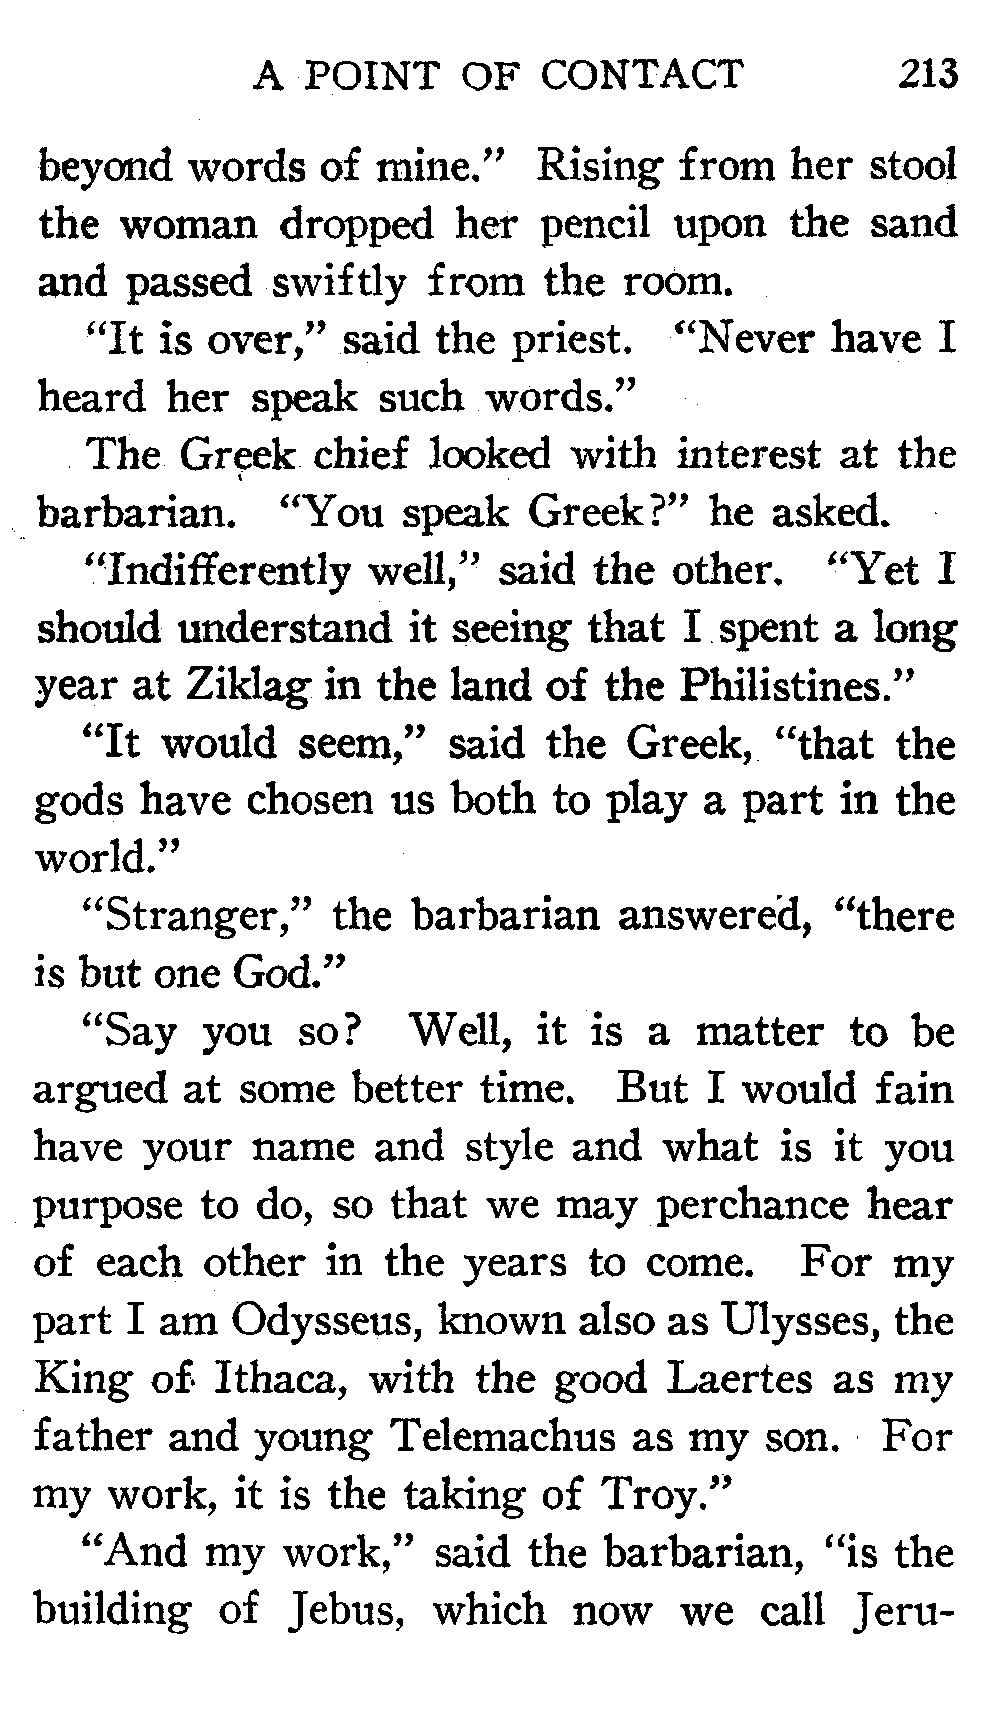 A POINT OF CONTACT 213
beyond words of mine.” Rising from her stool
the woman dropped her pencil upon the sand
and passed swiftly from the room.
“It is over,” said the priest. “Never have I
heard her speak such words.”
The Greek chief looked with interest at the
barbarian. “You speak Greek?” he asked.
“Indifferently well,” said the other. “Yet I
should understand it seeing that I spent a long
year at Ziklag in the land of the Philistines.”
“It would seem,” said the Greek, “that the
gods have chosen us both to play a part in the
world.”
“Stranger,” the barbarian answered, “there
is but one God.”
“Say you so? Well, it is a matter to be
argued at some better time. But I would fain
have your name and style and what is it you
purpose to do, so that we may perchance hear
of each other in the years to come. For my
part I am Odysseus, known also as Ulysses, the
King of Ithaca, with the good Laertes as my
father and young Telemachus as my son. For
my work, it is the taking of Troy.”
“And my work,” said the barbarian, “is the
building of Jebus, which now we call Jeru-